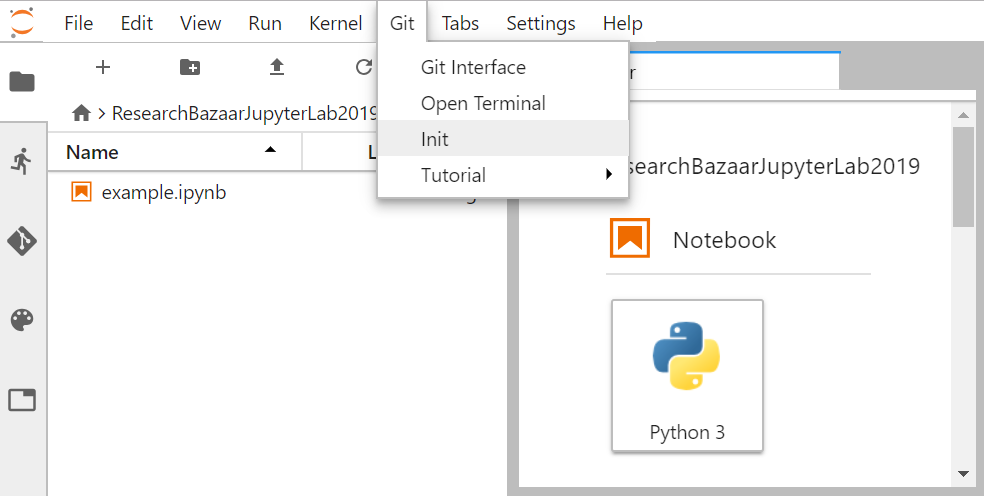 File Edit View Run Kernel Git Tabs Settings Help
Git Interface
Open Terminal
Init
Tutorial
ResearchBazaarJupyterLab2019
Name
example.ipynb
searchBazaarJupyterLab2019
Notebook
Python 3